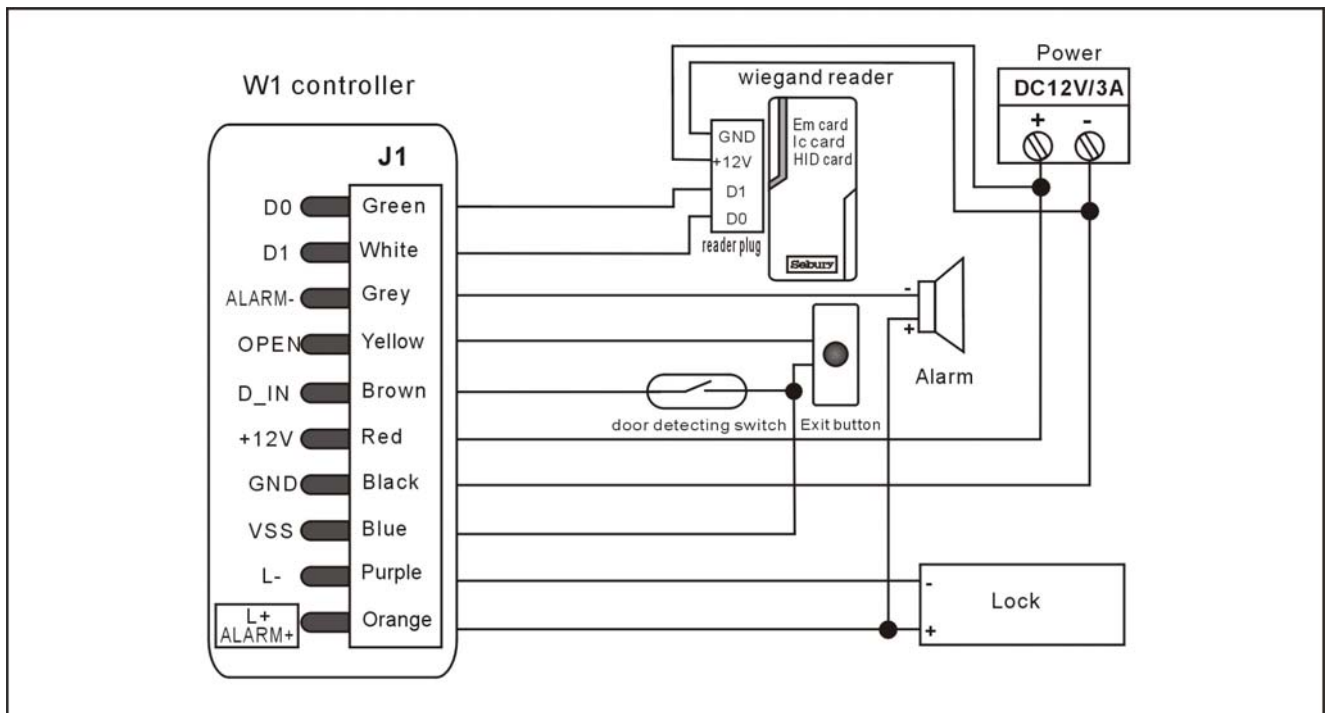 W1 controller
J1
D0 Green
D1 White
ALARM- Grey
OPEN Yellow
D_IN Brown
+12V Red
GND Black
VSS Blue
L- Purple
L+
ALARM+
Orange
wiegand reader
GND
+12V
D1
D0
reader plug
Em card
Ic card
HID card
Sebury
Power
DC12V/3A
+ -
-
+
Alarm
door detecting switch
Exit button
-
Lock
+